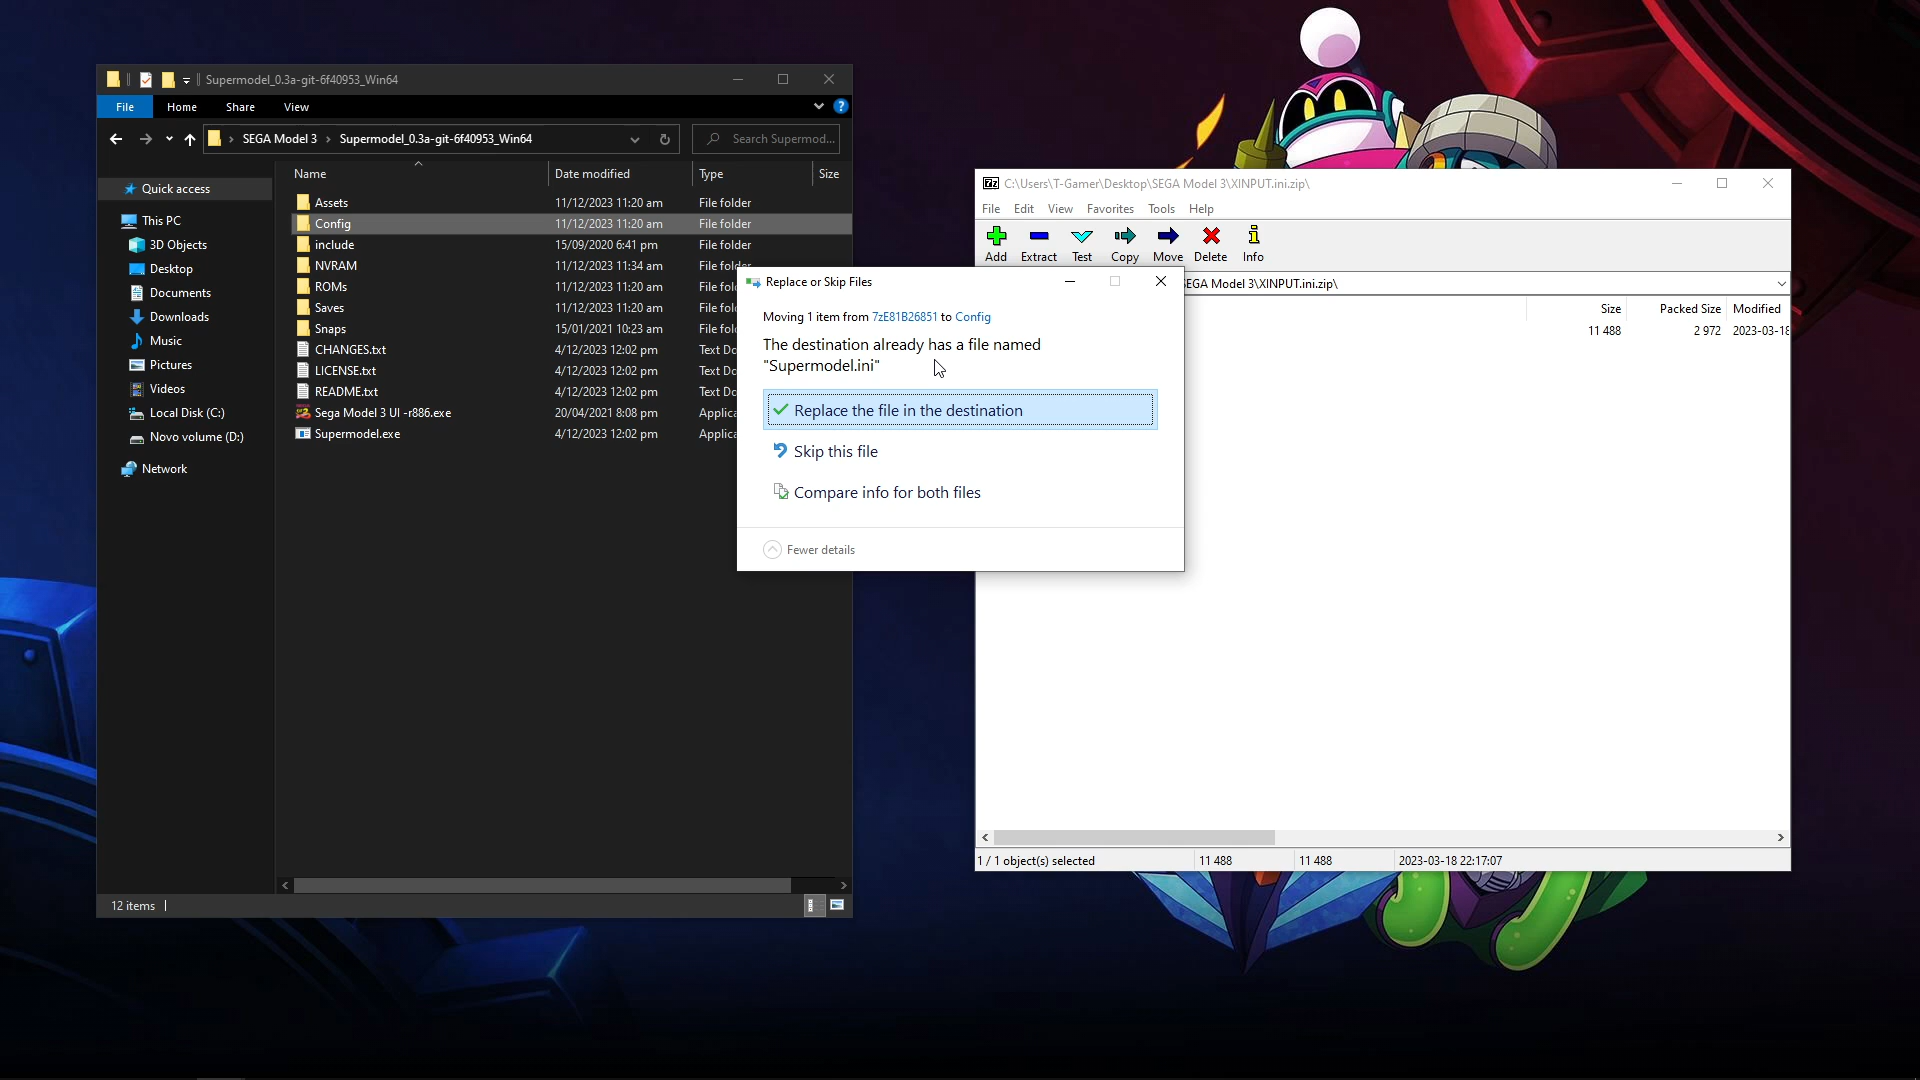 Supermodel_0.3a-git-6f40953_Win64
File Home Share View
SEGA Model 3 › Supermodel_0.3a-git-6f40953_Win64
Search Supermod...
Name Date modified Type Size
Quick access
This PC
3D Objects
Desktop
Documents
Downloads
Music
Pictures
Videos
Local Disk (C:)
Novo volume (D:)
Network
Assets 11/12/2023 11:20 am File folder
Config 11/12/2023 11:20 am File folder
include 15/09/2020 6:41 pm File folder
NVRAM 11/12/2023 11:34 am File folder
ROMs 11/12/2023 11:20 am File fol
Saves 11/12/2023 11:20 am File fol
Snaps 15/01/2021 10:23 am File fol
CHANGES.txt 4/12/2023 12:02 pm Text Do
LICENSE.txt 4/12/2023 12:02 pm Text Do
README.txt 4/12/2023 12:02 pm Text Do
Sega Model 3 UI -r886.exe 20/04/2021 8:08 pm Applica
Supermodel.exe 4/12/2023 12:02 pm Applica
12 items
7z C:\Users\T-Gamer\Desktop\SEGA Model 3\XINPUT.ini.zip\
File Edit View Favorites Tools Help
Add Extract Test Copy Move Delete Info
SEGA Model 3\XINPUT.ini.zip\
Size Packed Size Modified
11 488 2 972 2023-03-18
1 / 1 object(s) selected 11 488 11 488 2023-03-18 22:17:07
Replace or Skip Files
Moving 1 item from 7zE81B26851 to Config
The destination already has a file named
"Supermodel.ini"
Replace the file in the destination
Skip this file
Compare info for both files
Fewer details